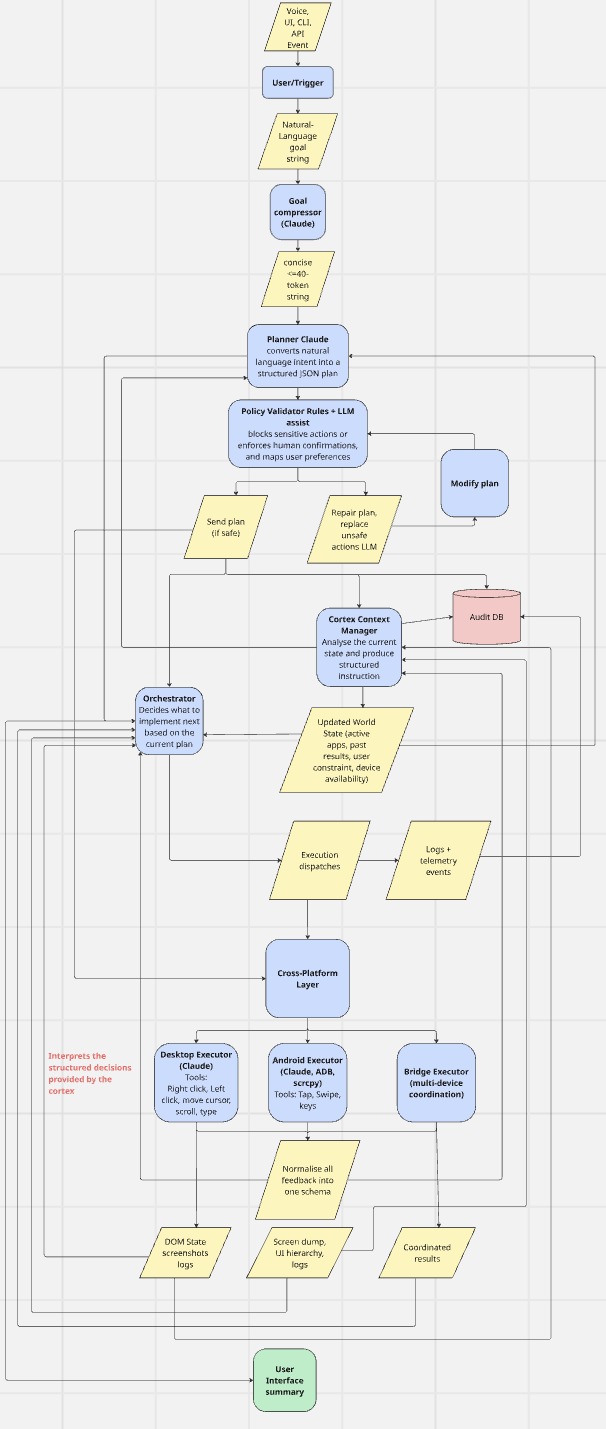 Voice,
UI, CLI,
API
Event
User/Trigger
Natural-
Language
goal
string
Goal
compressor
(Claude)
concise
<=40-
token
string
Planner Claude
converts natural
language intent into a
structured JSON plan
Policy Validator Rules + LLM
assist
blocks sensitive actions or
enforces human confirmations,
and maps user preferences
Modify plan
Send plan
(if safe)
Repair plan,
replace
unsafe
actions LLM
Audit DB
Cortex Context
Manager
Analyse the current
state and produce
structured
instruction
Orchestrator
Decides what to
implement next
based on the
current plan
Updated World
State (active
apps, past
results, user
constraint, device
availability)
Execution
dispatches
Logs +
telemetry
events
Cross-Platform
Layer
Interprets the
structured decisions
provided by the
cortex
Desktop Executor
(Claude)
Tools:
Right click, Left
click, move cursor,
scroll, type
Android Executor
(Claude, ADB,
scrcpy)
Tools: Tap, Swipe,
keys
Bridge Executor
(multi-device
coordination)
Normalise all
feedback into
one schema
DOM State
screenshots
logs
Screen dump,
UI hierarchy,
logs
Coordinated
results
User
Interface
summary